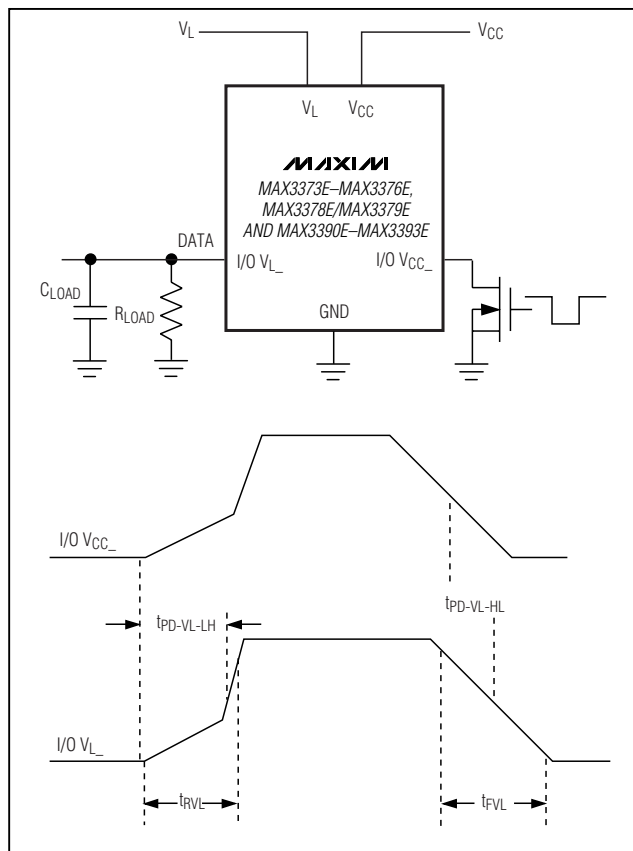 VL
VCC
VL VCC
MAXIM
MAX3373E–MAX3376E,
MAX3378E/MAX3379E
AND MAX3390E–MAX3393E
DATA
I/O VL_ I/O VCC_
CLOAD
RLOAD
GND
I/O VCC_
tPD-VL-LH
tPD-VL-HL
I/O VL_
tRVL
tFVL